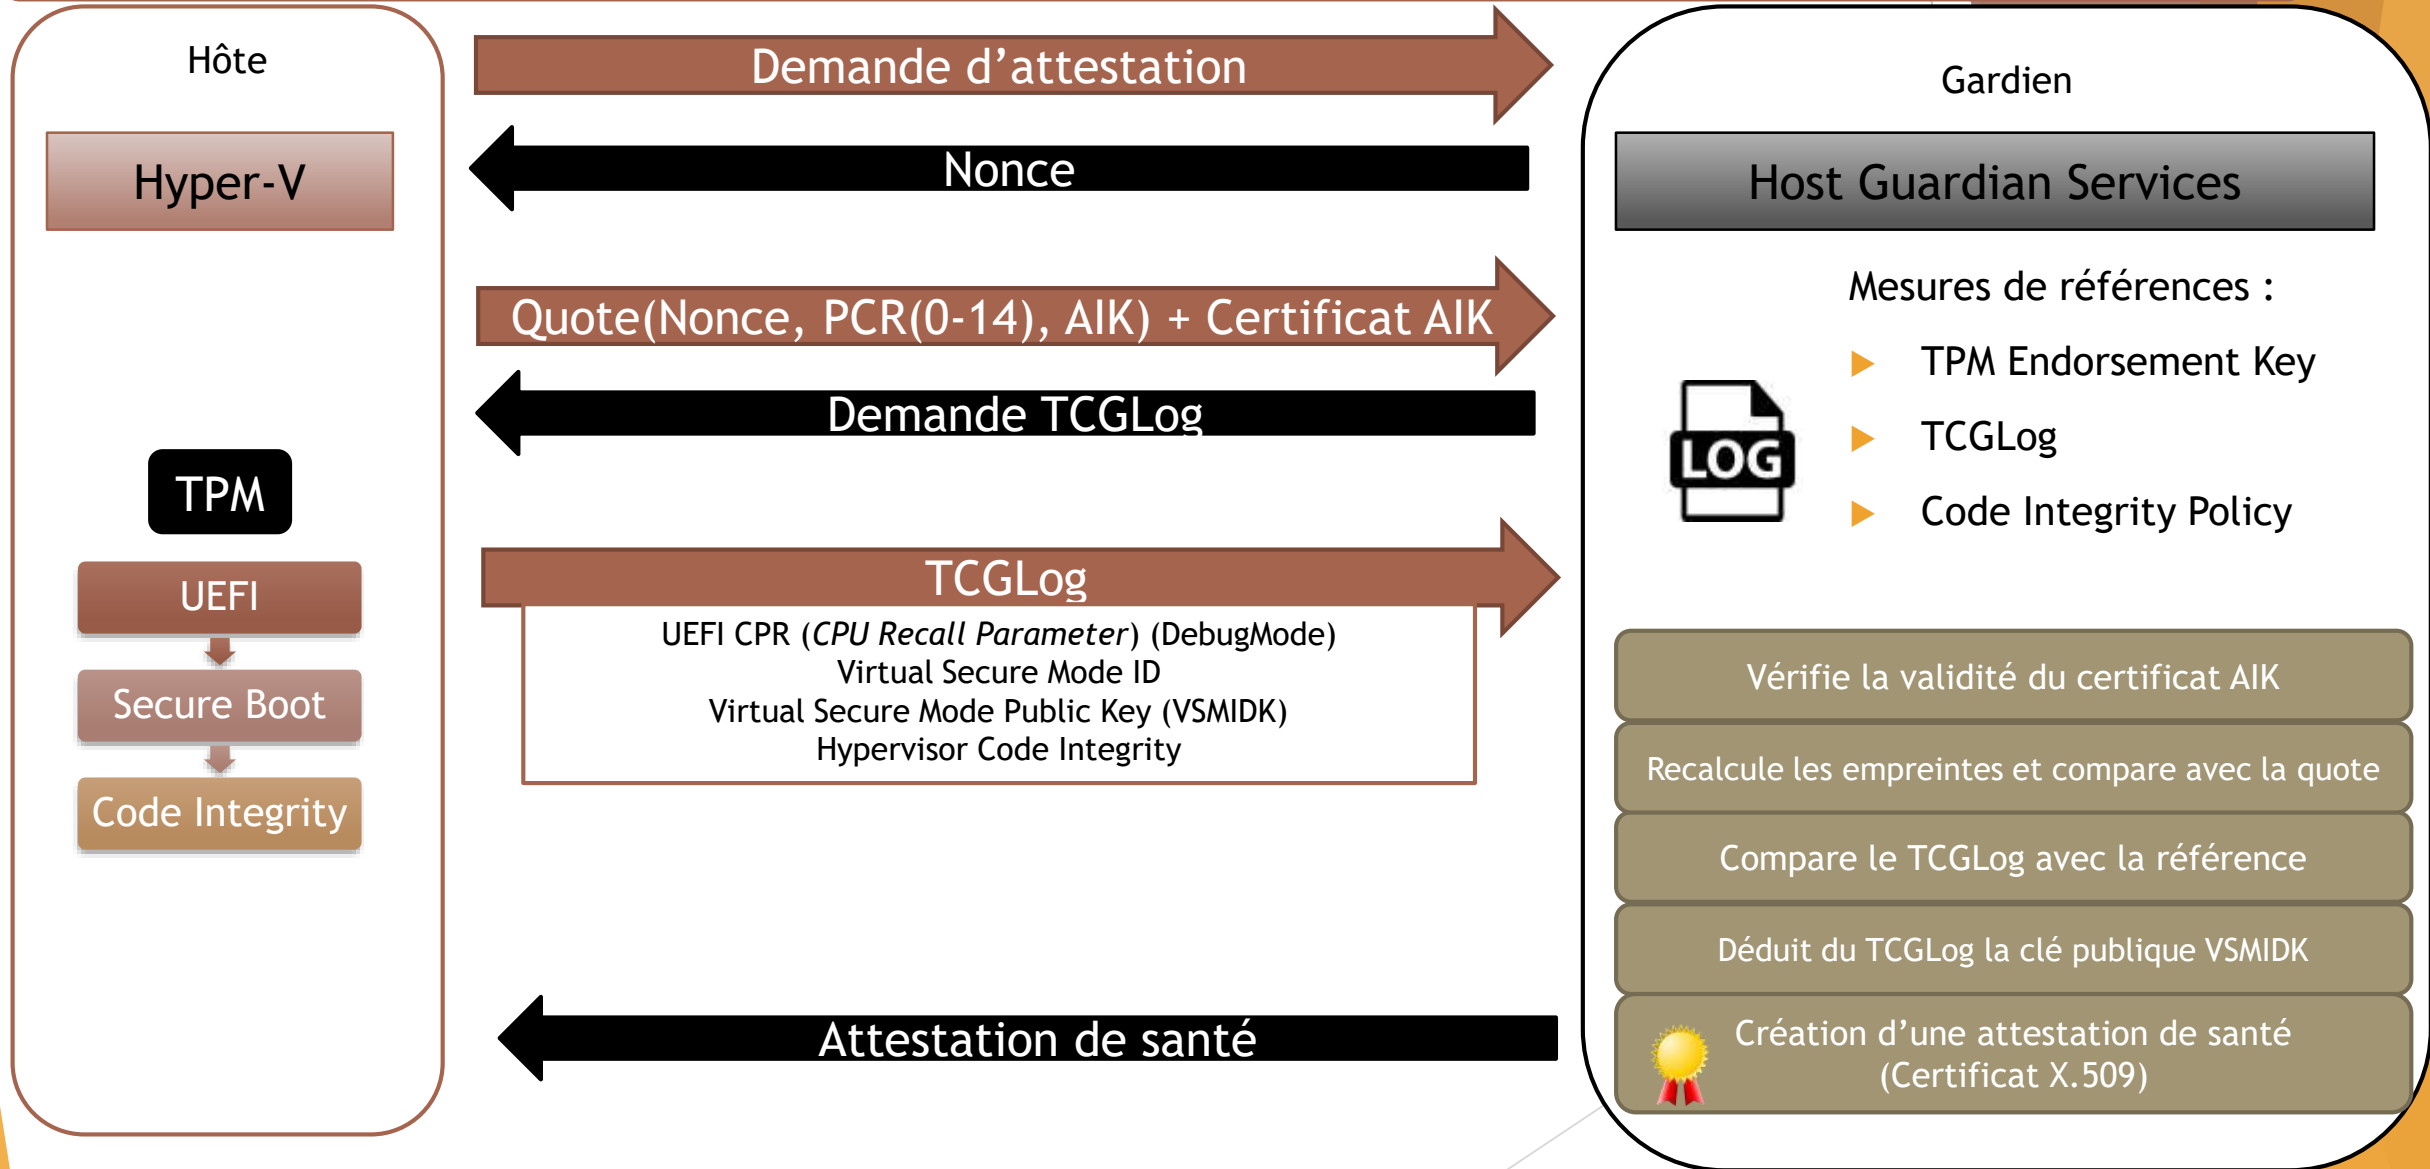 Hôte
Hyper-V
TPM
UEFI
Secure Boot
Code Integrity
Demande d’attestation
Nonce
Quote(Nonce, PCR(0-14), AIK) + Certificat AIK
Demande TCGLog
TCGLog
UEFI CPR (CPU Recall Parameter) (DebugMode)
Virtual Secure Mode ID
Virtual Secure Mode Public Key (VSMIDK)
Hypervisor Code Integrity
Attestation de santé
Gardien
Host Guardian Services
Mesures de références :
TPM Endorsement Key
TCGLog
Code Integrity Policy
LOG
Vérifie la validité du certificat AIK
Recalcule les empreintes et compare avec la quote
Compare le TCGLog avec la référence
Déduit du TCGLog la clé publique VSMIDK
Création d’une attestation de santé
(Certificat X.509)